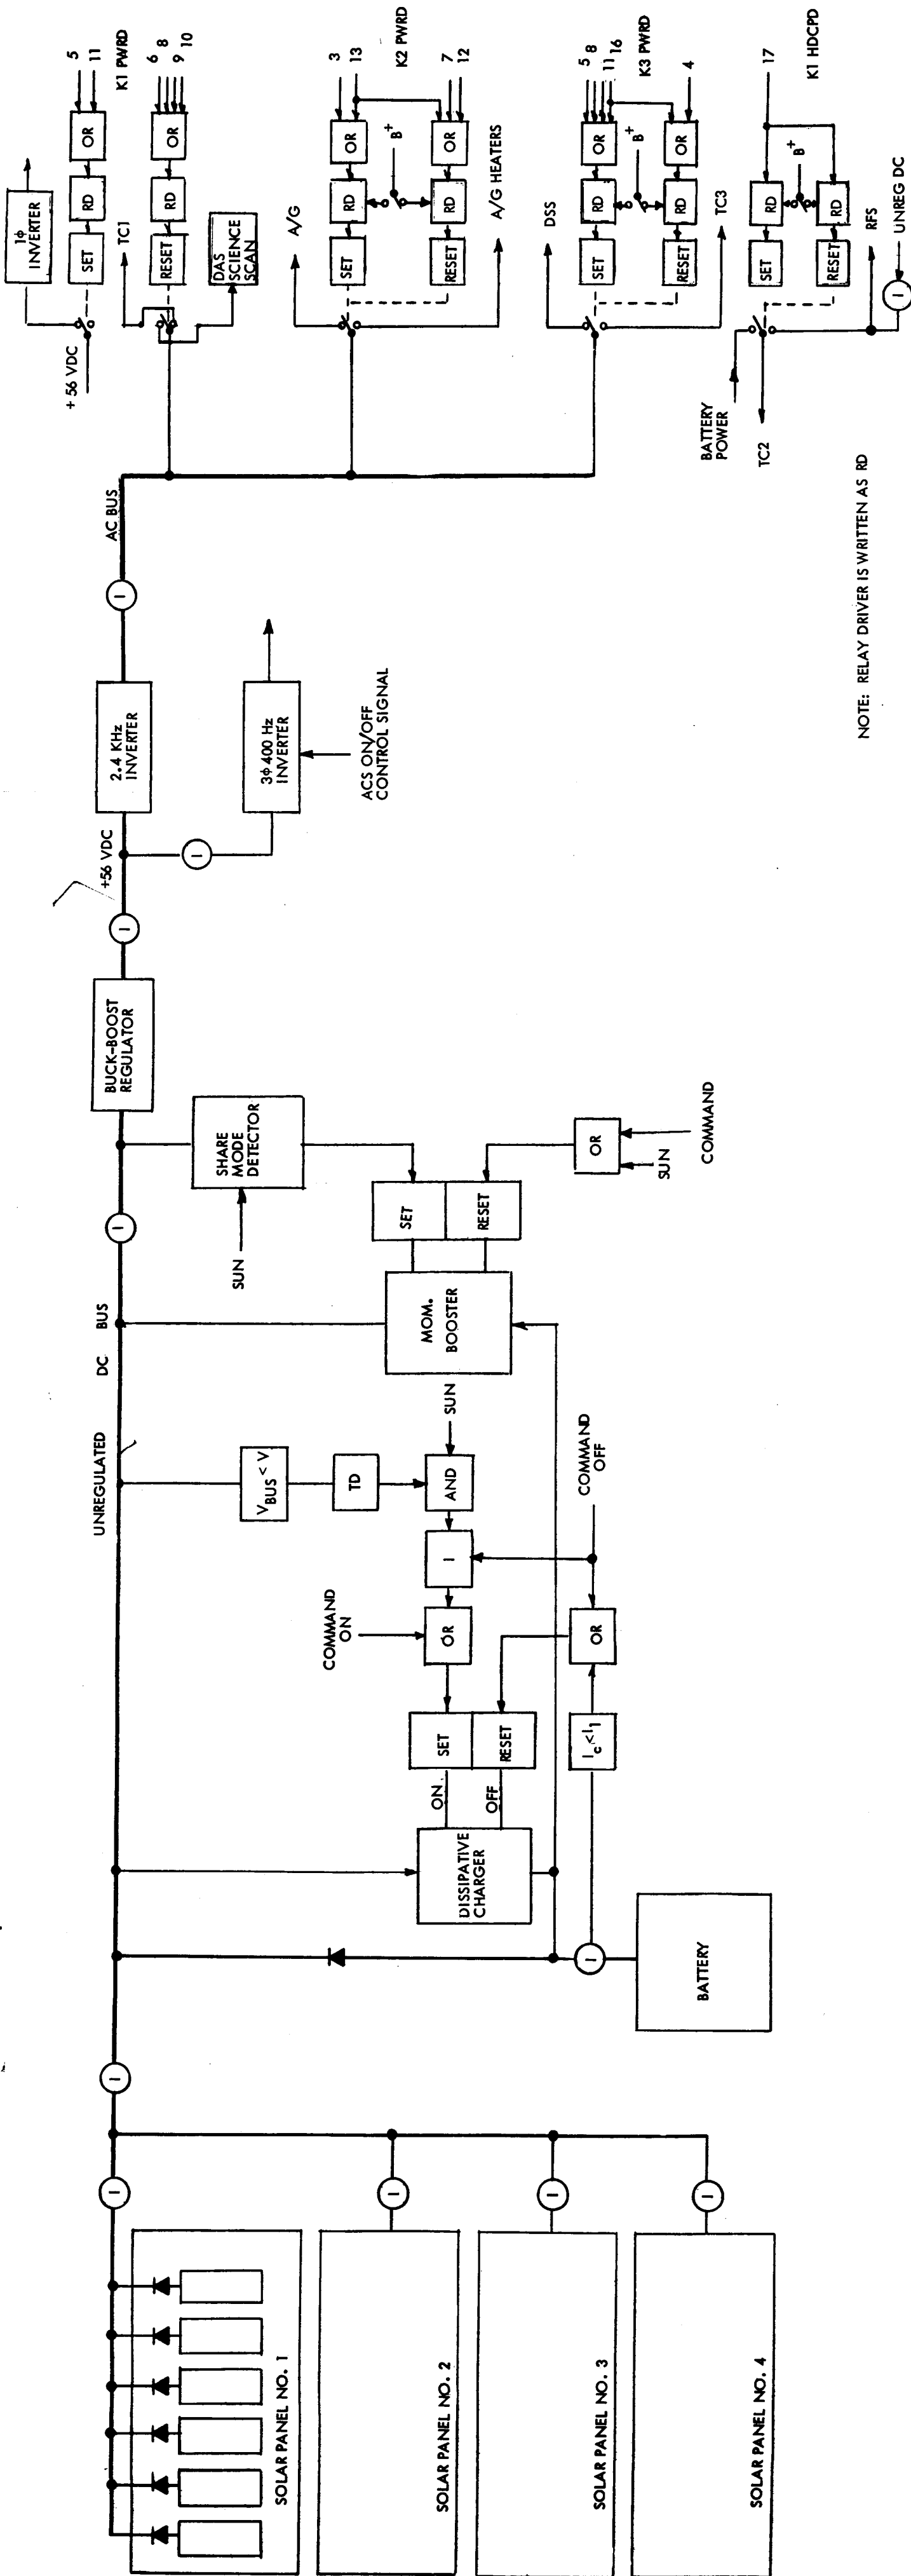 SOLAR PANEL NO. 1
SOLAR PANEL NO. 2
SOLAR PANEL NO. 3
SOLAR PANEL NO. 4
I
I
I
I
I
UNREGULATED DC BUS
BATTERY
I
DISSIPATIVE
CHARGER
ON
OFF
SET
RESET
I_c < I_1
OR
COMMAND
ON
OR
I
COMMAND
OFF
V_BUS < V
TD
AND
SUN
MOM.
BOOSTER
SET
RESET
SUN
SHARE
MODE
DETECTOR
OR
SUN
COMMAND
I
BUCK-BOOST
REGULATOR
I
+56 VDC
I
2.4 KHz
INVERTER
3ϕ 400 Hz
INVERTER
ACS ON/OFF
CONTROL SIGNAL
I
AC BUS
+ 56 VDC
1ϕ
INVERTER
SET
RD
OR
5
11
K1 PWRD
TC1
RESET
RD
OR
6
8
9
10
DAS
SCIENCE
SCAN
A/G
SET
RD
OR
3
13
K2 PWRD
B+
RESET
RD
OR
7
12
A/G HEATERS
DSS
SET
RD
OR
5
8
11
16
K3 PWRD
B+
RESET
RD
OR
4
TC3
BATTERY
POWER
TC2
SET
RD
17
B+
K1 HDCPD
RESET
RD
RFS
I
UNREG DC
NOTE: RELAY DRIVER IS WRITTEN AS RD